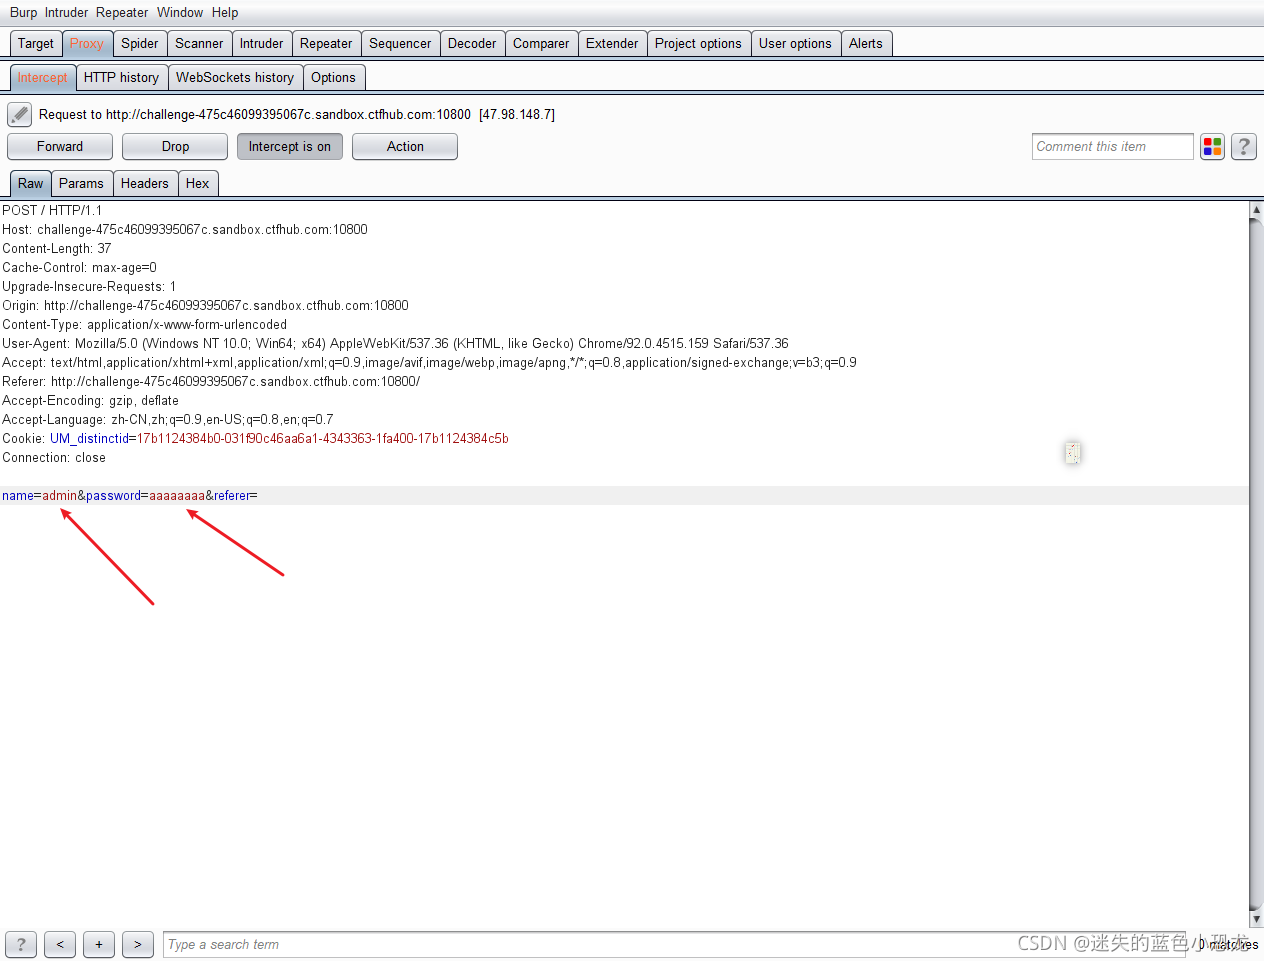 Burp Intruder Repeater Window Help
Target Proxy Spider Scanner Intruder Repeater Sequencer Decoder Comparer Extender Project options User options Alerts
Intercept HTTP history WebSockets history Options
Request to http://challenge-475c46099395067c.sandbox.ctfhub.com:10800 [47.98.148.7]
Forward Drop Intercept is on Action Comment this item ?
Raw Params Headers Hex
POST / HTTP/1.1
Host: challenge-475c46099395067c.sandbox.ctfhub.com:10800
Content-Length: 37
Cache-Control: max-age=0
Upgrade-Insecure-Requests: 1
Origin: http://challenge-475c46099395067c.sandbox.ctfhub.com:10800
Content-Type: application/x-www-form-urlencoded
User-Agent: Mozilla/5.0 (Windows NT 10.0; Win64; x64) AppleWebKit/537.36 (KHTML, like Gecko) Chrome/92.0.4515.159 Safari/537.36
Accept: text/html,application/xhtml+xml,application/xml;q=0.9,image/avif,image/webp,image/apng,*/*;q=0.8,application/signed-exchange;v=b3;q=0.9
Referer: http://challenge-475c46099395067c.sandbox.ctfhub.com:10800/
Accept-Encoding: gzip, deflate
Accept-Language: zh-CN,zh;q=0.9,en-US;q=0.8,en;q=0.7
Cookie: UM_distinctid=17b1124384b0-031f90c46aa6a1-4343363-1fa400-17b1124384c5b
Connection: close
name=admin&password=aaaaaaaa&referer=
? < + > Type a search term 0 matches
CSDN @迷失的蓝色小恐龙